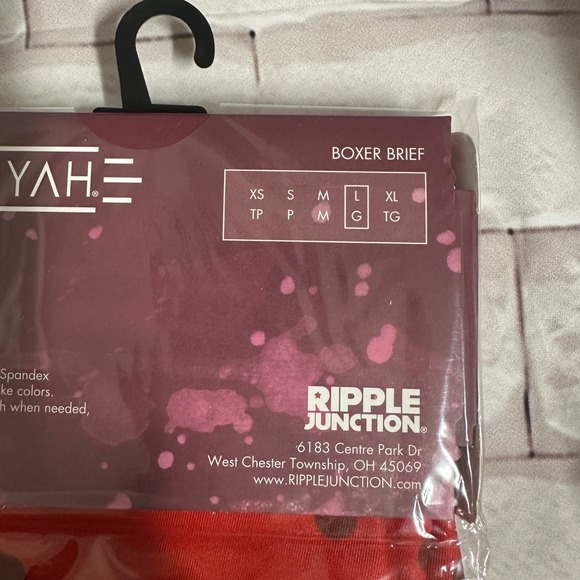 YAH®
BOXER BRIEF
XS S M L XL
TP P M G TG
Spandex
ke colors.
h when needed,
RIPPLE
JUNCTION®
6183 Centre Park Dr
West Chester Township, OH 45069
www.RIPPLEJUNCTION.com